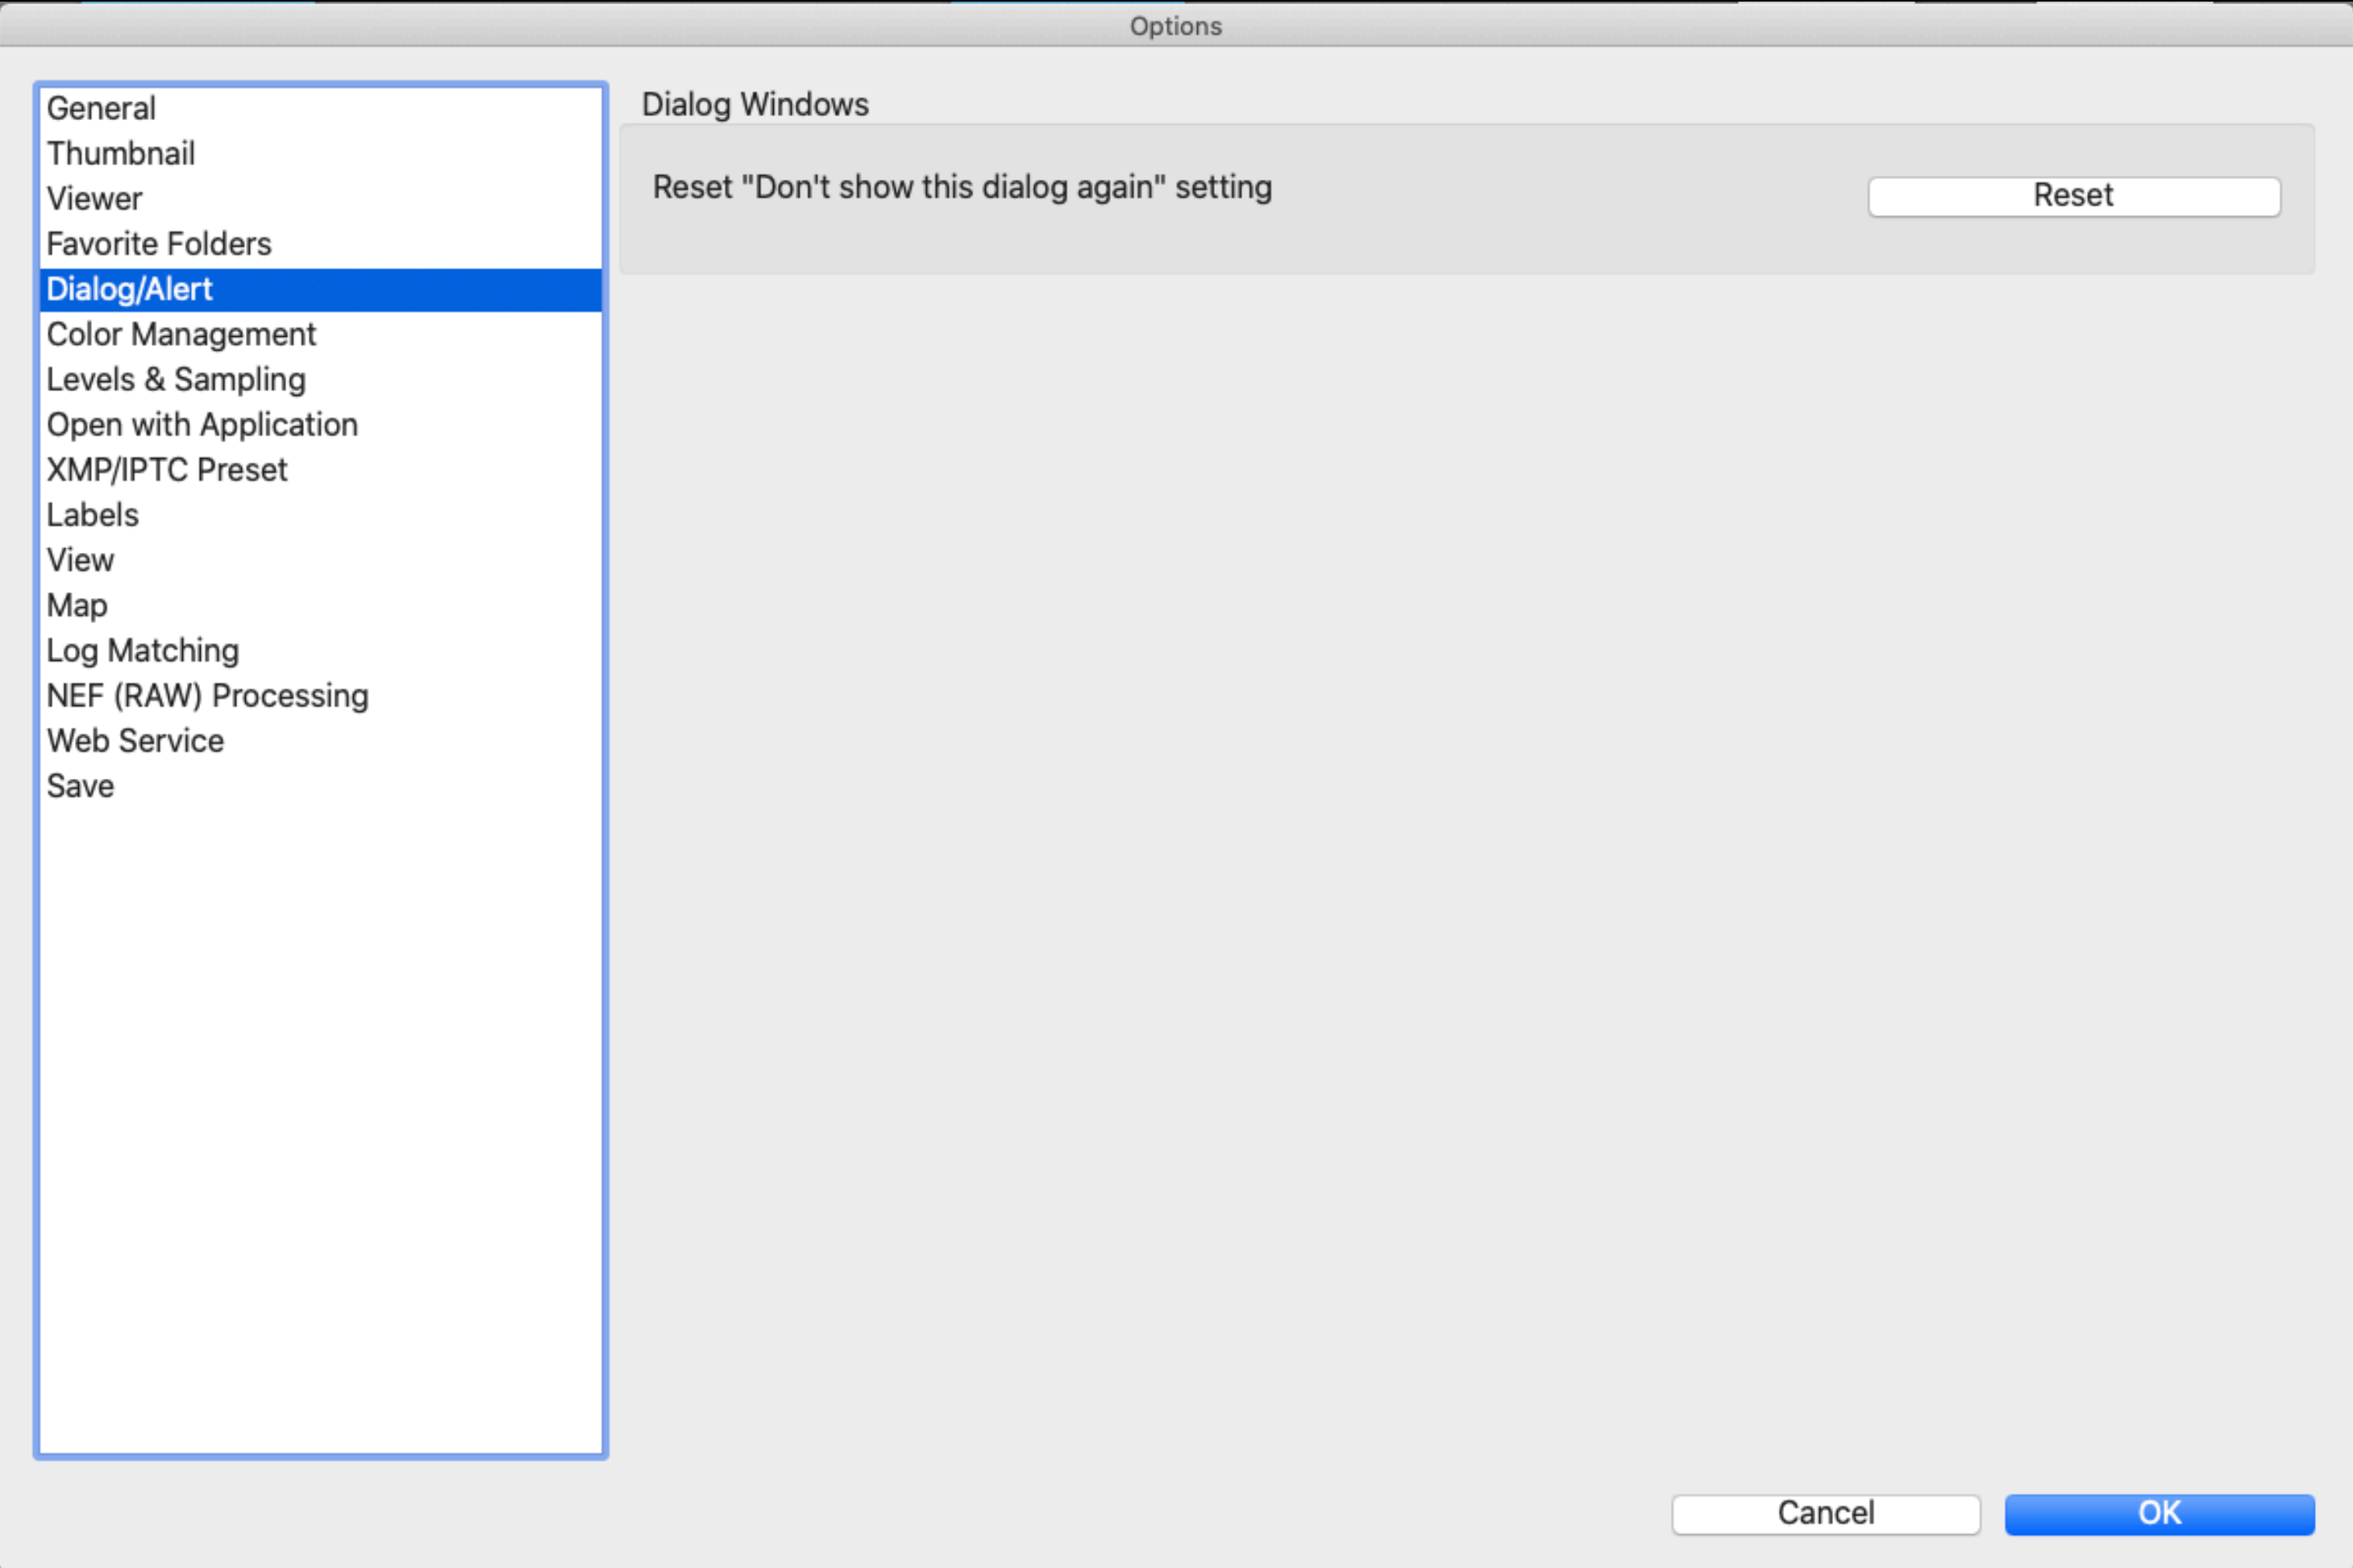 Options
General
Thumbnail
Viewer
Favorite Folders
Dialog/Alert
Color Management
Levels & Sampling
Open with Application
XMP/IPTC Preset
Labels
View
Map
Log Matching
NEF (RAW) Processing
Web Service
Save
Dialog Windows
Reset "Don't show this dialog again" setting
Reset
Cancel
OK